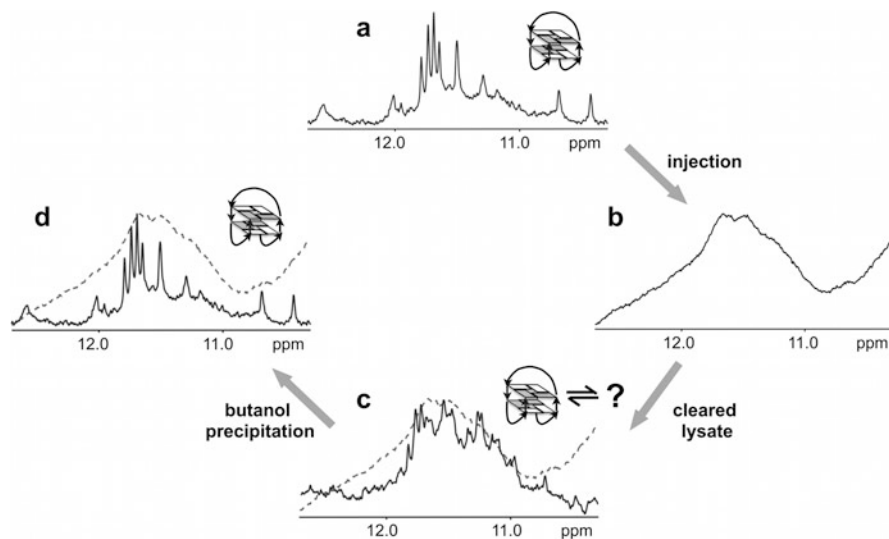 a
12.0 11.0 ppm
injection
d
12.0 11.0 ppm
b
12.0 11.0 ppm
butanol
precipitation
c
?
12.0 11.0 ppm
cleared
lysate